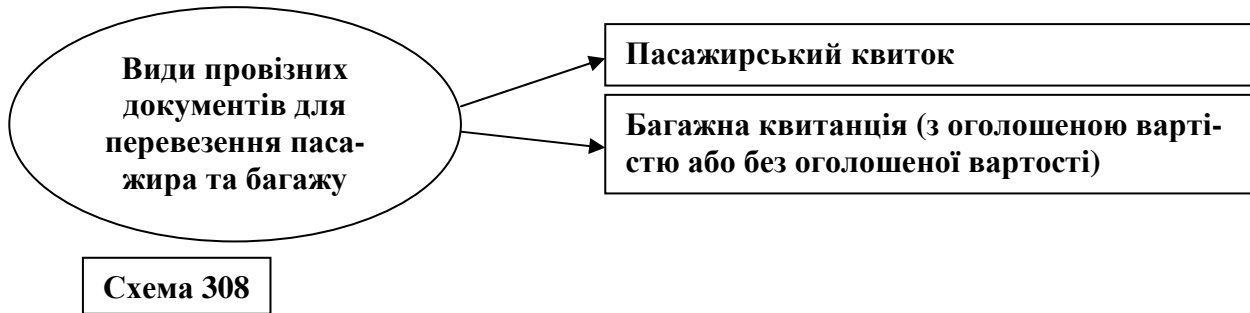 Види провізних
документів для
перевезення паса-
жира та багажу
Пасажирський квиток
Багажна квитанція (з оголошеною варті-
стю або без оголошеної вартості)
Схема 308